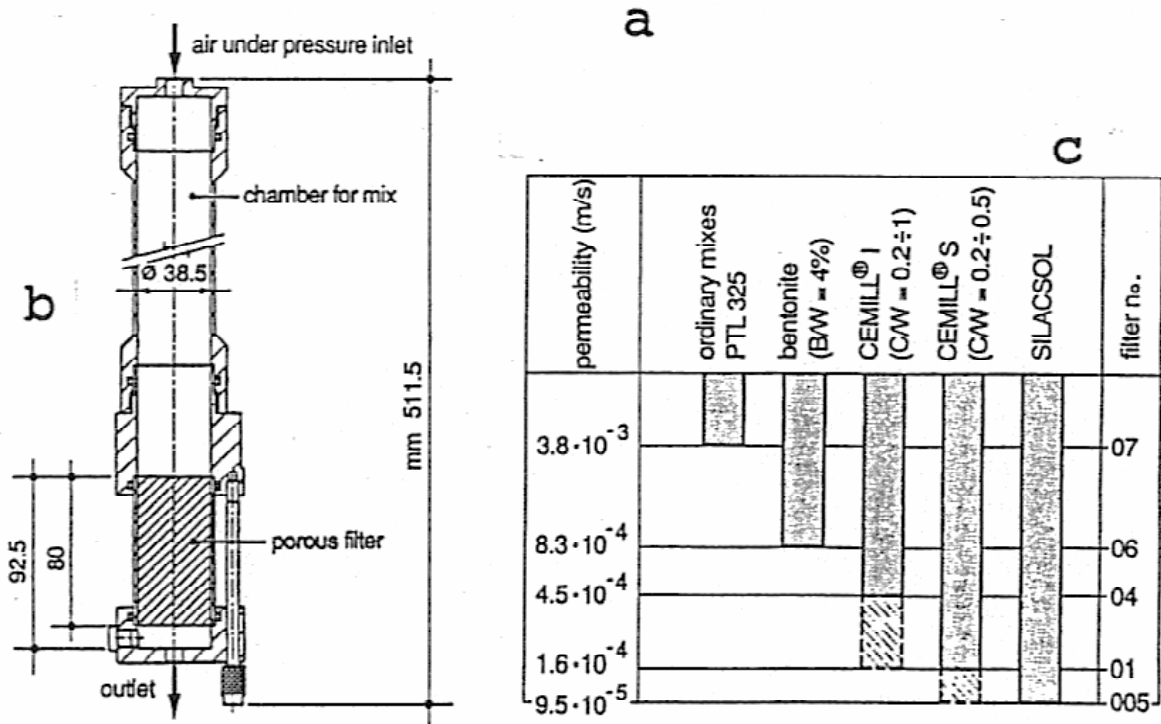 a
air under pressure inlet
chamber for mix
Ø 38.5
b
mm 511.5
porous filter
92.5
80
outlet
c
permeability (m/s)
ordinary mixes
PTL 325
bentonite
(B/W = 4%)
CEMILL® I
(C/W = 0.2÷1)
CEMILL® S
(C/W = 0.2÷0.5)
SILACSOL
filter no.
3.8·10⁻³
07
8.3·10⁻⁴
06
4.5·10⁻⁴
04
1.6·10⁻⁴
01
9.5·10⁻⁵
005